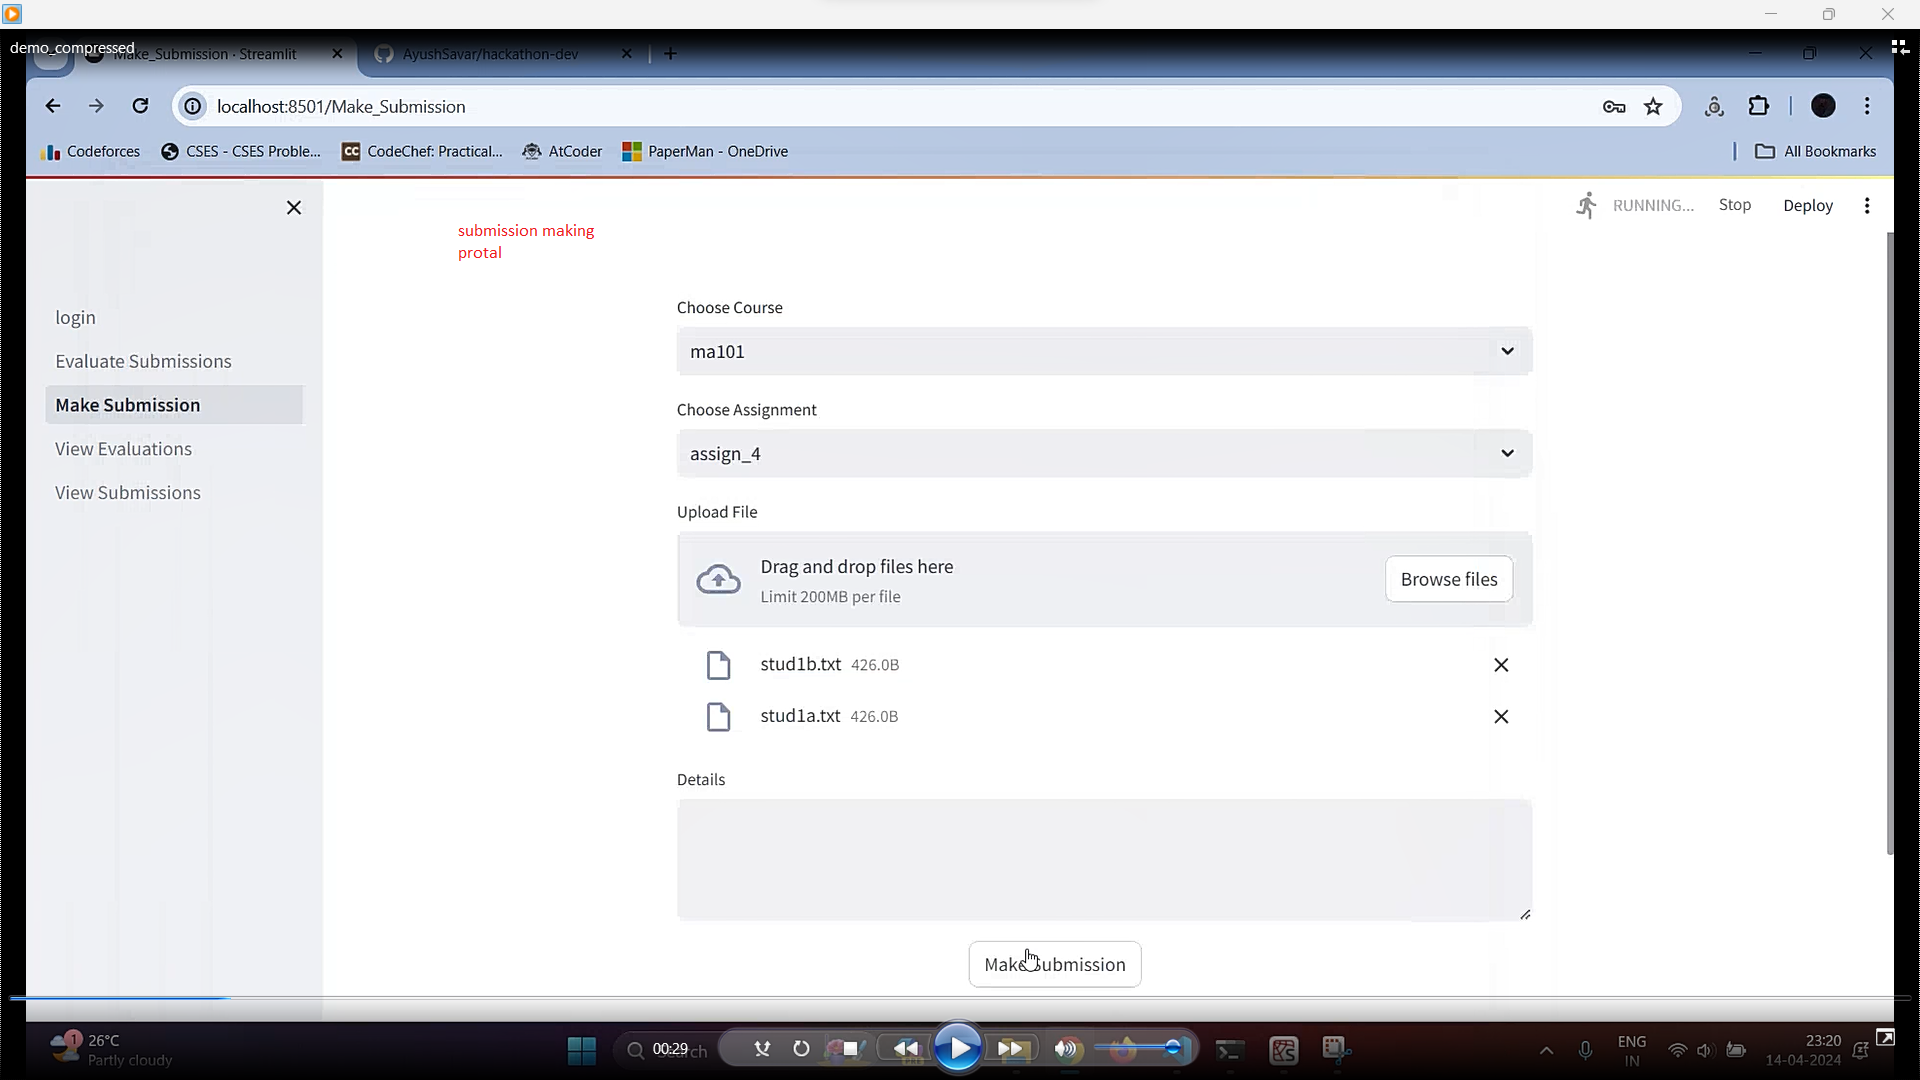 demo_compressed
Make_Submission · Streamlit
AyushSavar/hackathon-dev
localhost:8501/Make_Submission
Codeforces
CSES - CSES Proble...
CodeChef: Practical...
AtCoder
PaperMan - OneDrive
All Bookmarks
RUNNING...
Stop
Deploy
submission making
protal
login
Evaluate Submissions
Make Submission
View Evaluations
View Submissions
Choose Course
ma101
Choose Assignment
assign_4
Upload File
Drag and drop files here
Limit 200MB per file
Browse files
stud1b.txt 426.0B
stud1a.txt 426.0B
Details
Make Submission
1
26°C
Partly cloudy
Search
00:29
ENG
IN
23:20
14-04-2024